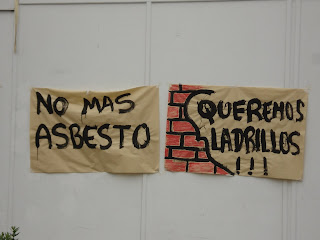 NO MAS
ASBESTO
QUEREMOS
LADRILLOS
!!!